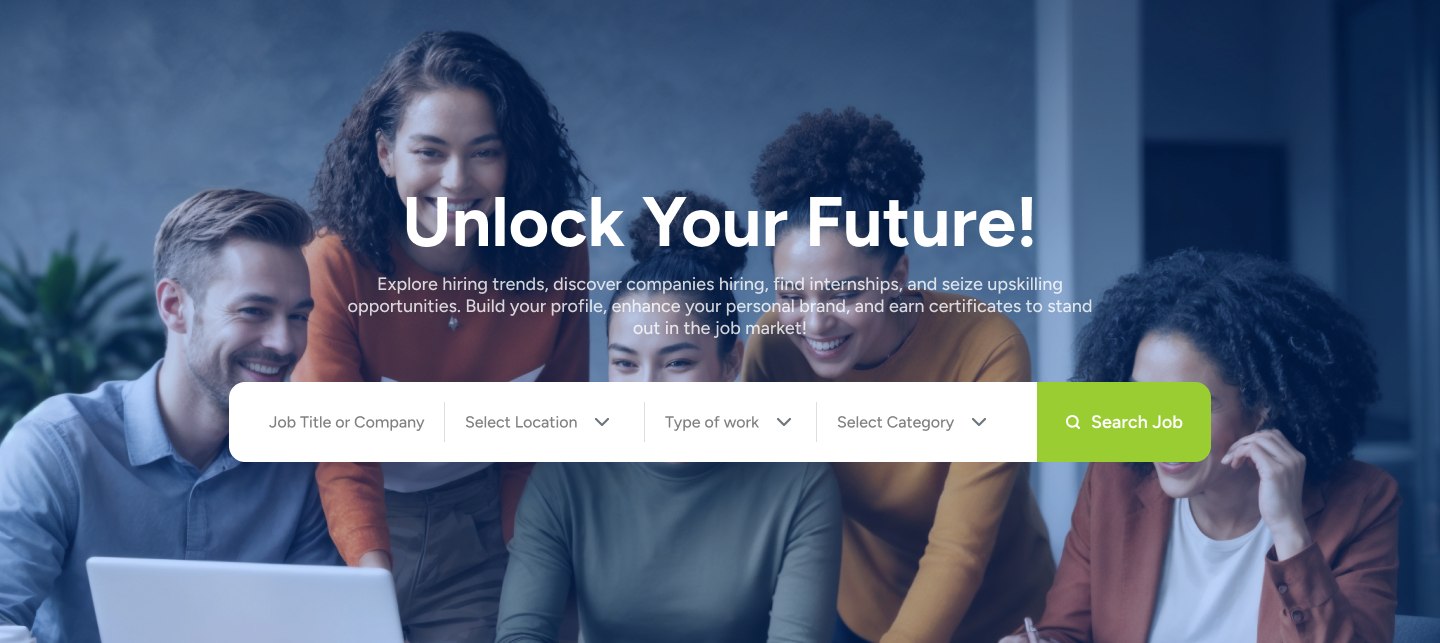 Unlock Your Future!
Explore hiring trends, discover companies hiring, find internships, and seize upskilling
opportunities. Build your profile, enhance your personal brand, and earn certificates to stand
out in the job market!
Job Title or Company
Select Location
Type of work
Select Category
Search Job